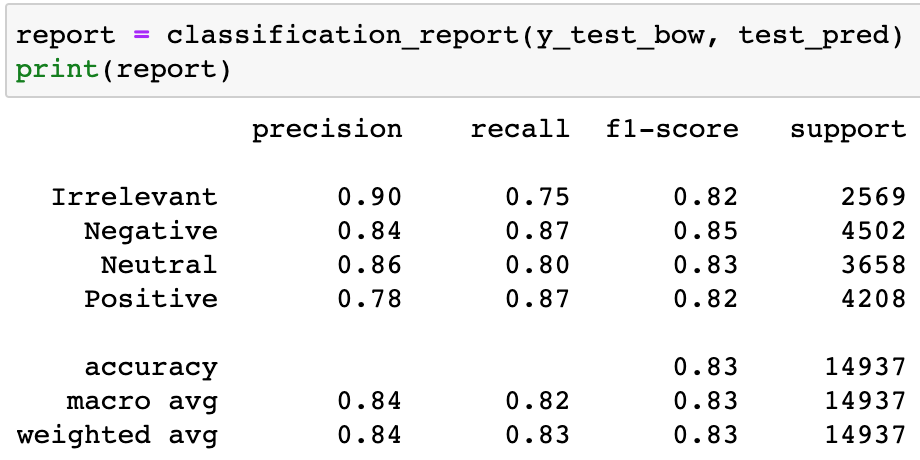 report = classification_report(y_test_bow, test_pred)
print(report)
precision recall f1-score support
Irrelevant 0.90 0.75 0.82 2569
Negative 0.84 0.87 0.85 4502
Neutral 0.86 0.80 0.83 3658
Positive 0.78 0.87 0.82 4208
accuracy 0.83 14937
macro avg 0.84 0.82 0.83 14937
weighted avg 0.84 0.83 0.83 14937